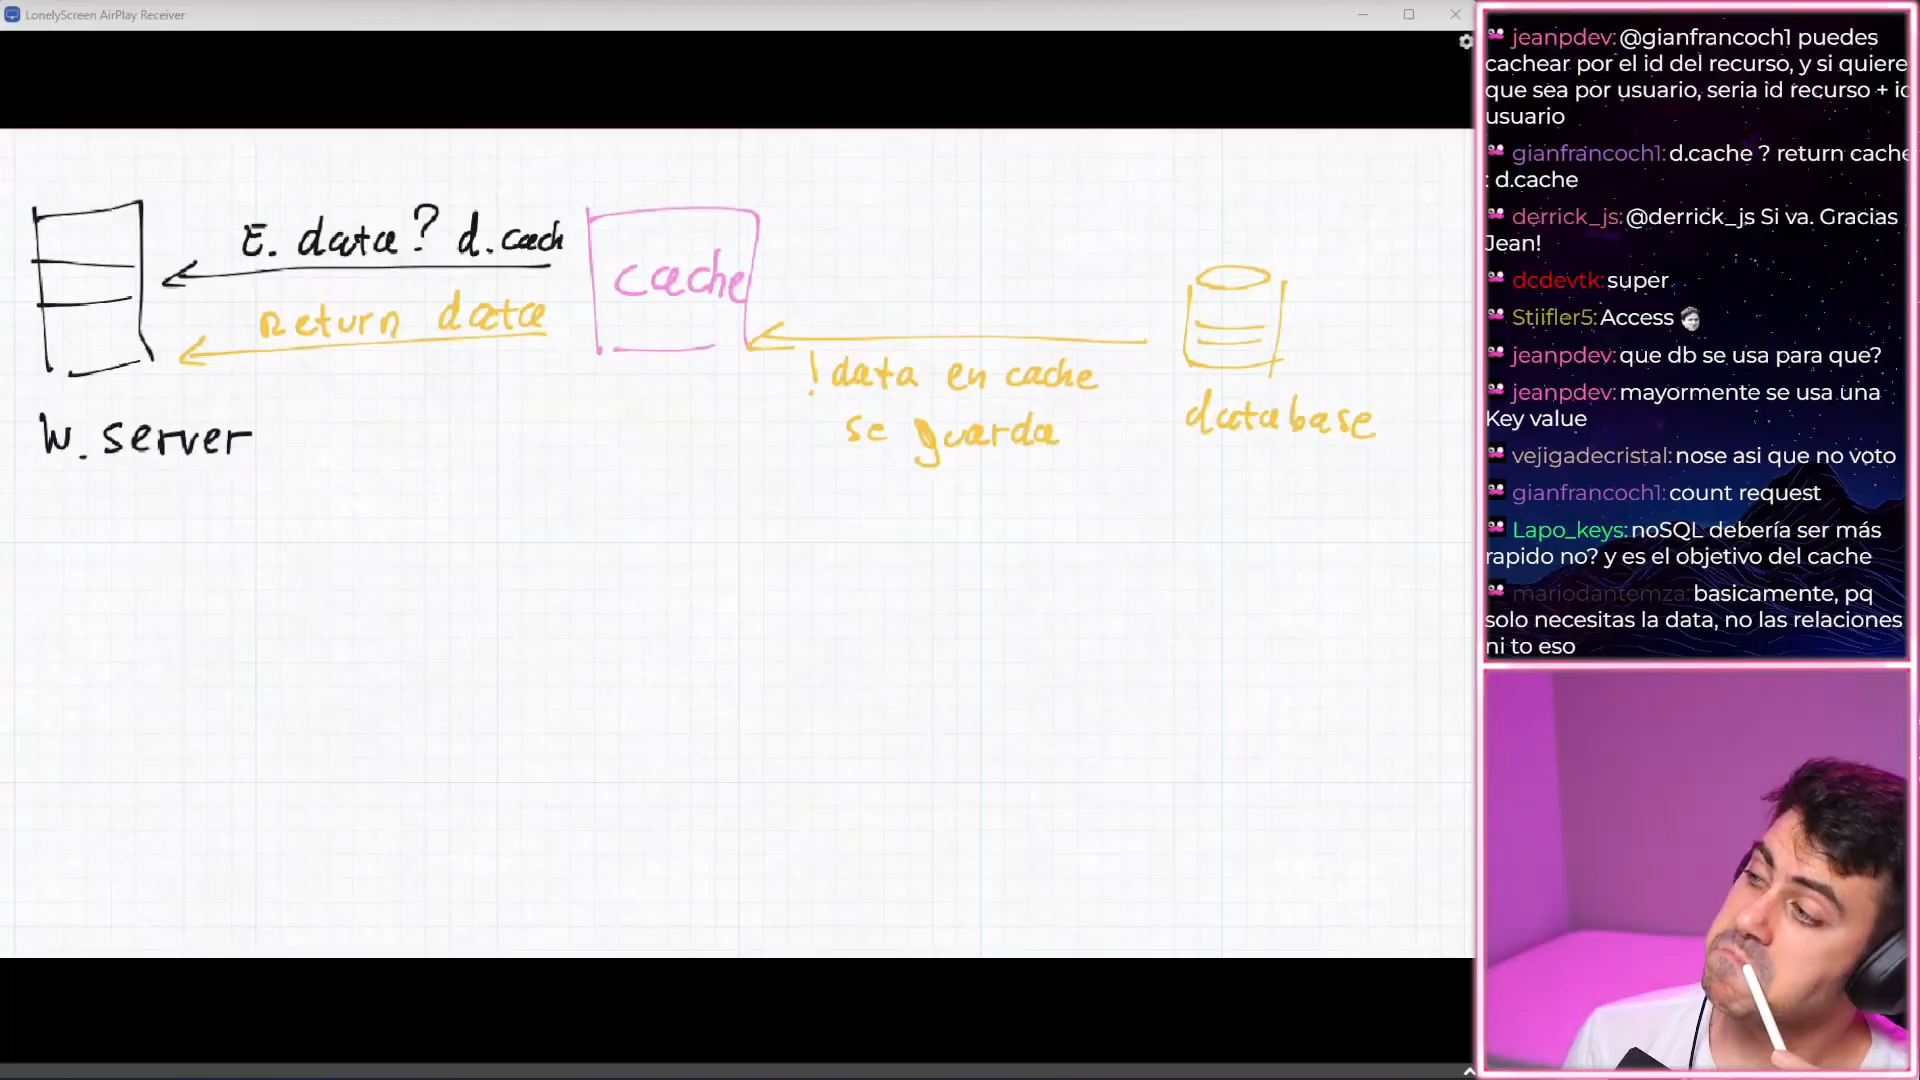 LonelyScreen AirPlay Receiver
E. data? d.cach
return data
cache
! data en cache
se guarda
database
W. server
jeanpdev: @gianfrancoch1 puedes
cachear por el id del recurso, y si quiere
que sea por usuario, seria id recurso + id
usuario
gianfrancoch1: d.cache ? return cache
: d.cache
derrick_js: @derrick_js Si va. Gracias
Jean!
dcdevtk: super
Stiifler5: Access
jeanpdev: que db se usa para que?
jeanpdev: mayormente se usa una
Key value
vejigadecristal: nose asi que no voto
gianfrancoch1: count request
Lapo_keys: noSQL debería ser más
rapido no? y es el objetivo del cache
mariodantemza: basicamente, pq
solo necesitas la data, no las relaciones
ni to eso